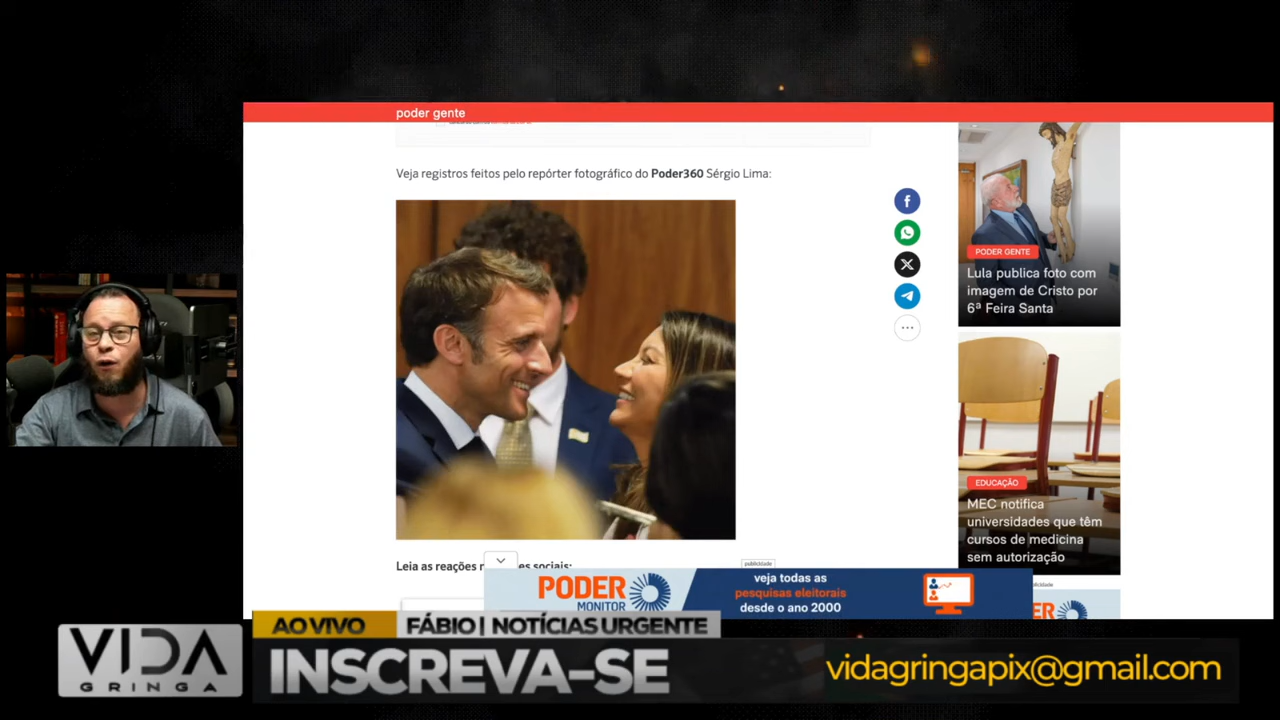 poder gente
Veja registros feitos pelo repórter fotográfico do Poder360 Sérgio Lima:
PODER GENTE
Lula publica foto com
imagem de Cristo por
6ª Feira Santa
EDUCAÇÃO
MEC notifica
universidades que têm
cursos de medicina
sem autorização
Leia as reações n es sociais:
publicidade
PODER
MONITOR
veja todas as
pesquisas eleitorais
desde o ano 2000
AO VIVO
FÁBIO | NOTÍCIAS URGENTE
VIDA
GRINGA
INSCREVA-SE
vidagringapix@gmail.com